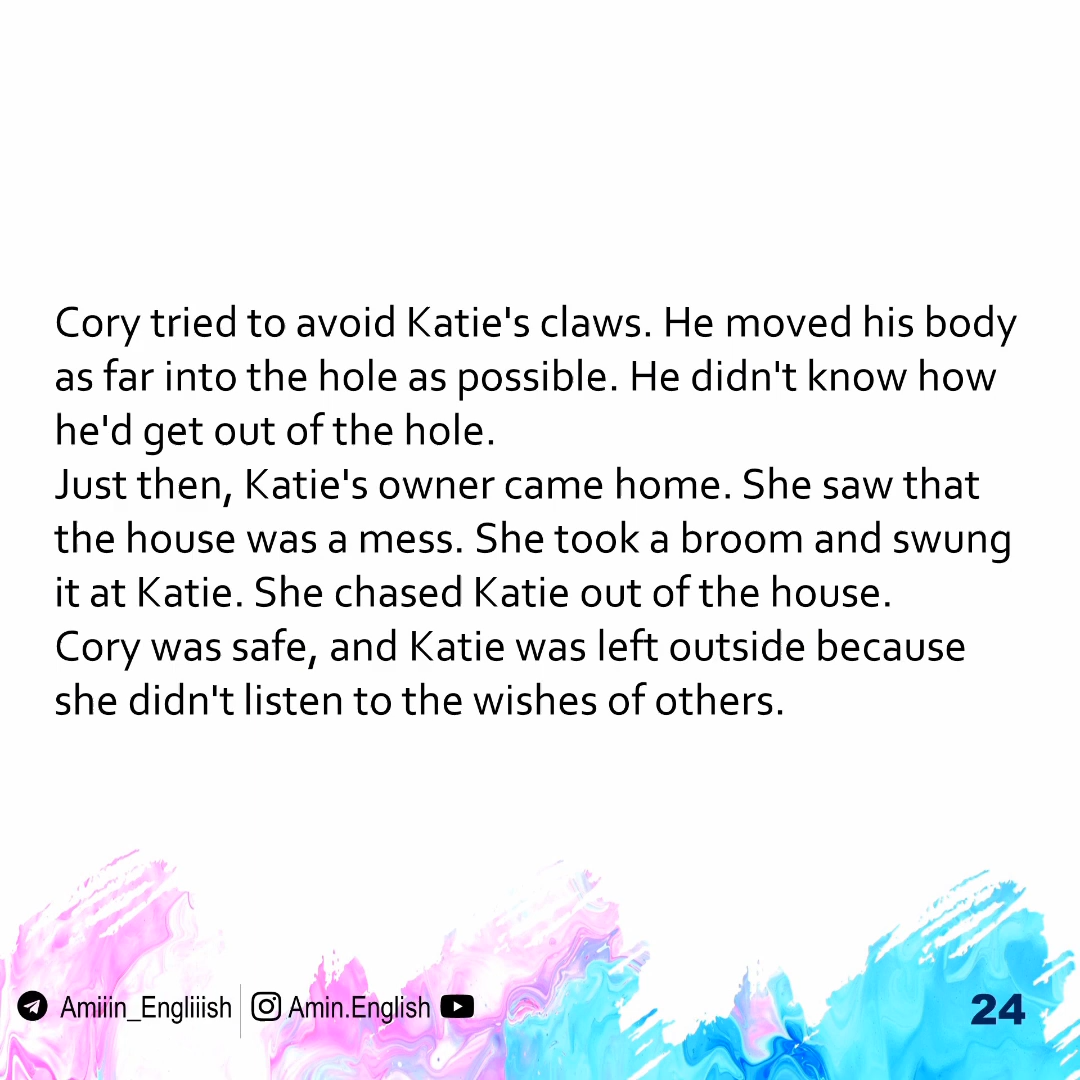 Cory tried to avoid Katie's claws. He moved his body
as far into the hole as possible. He didn't know how
he'd get out of the hole.
Just then, Katie's owner came home. She saw that
the house was a mess. She took a broom and swung
it at Katie. She chased Katie out of the house.
Cory was safe, and Katie was left outside because
she didn't listen to the wishes of others.
Amiiin_Engliiish Amin.English 24